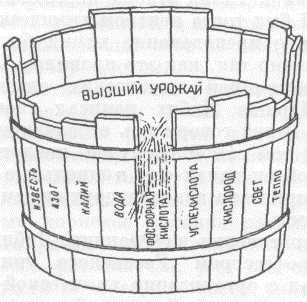 ВЫСШИЙ УРОЖАЙ
ИЗВЕСТЬ
АЗОТ
КАЛИЙ
ВОДА
ФОСФОРНАЯ
КИСЛОТА
УГЛЕКИСЛОТА
КИСЛОРОД
СВЕТ
ТЕПЛО